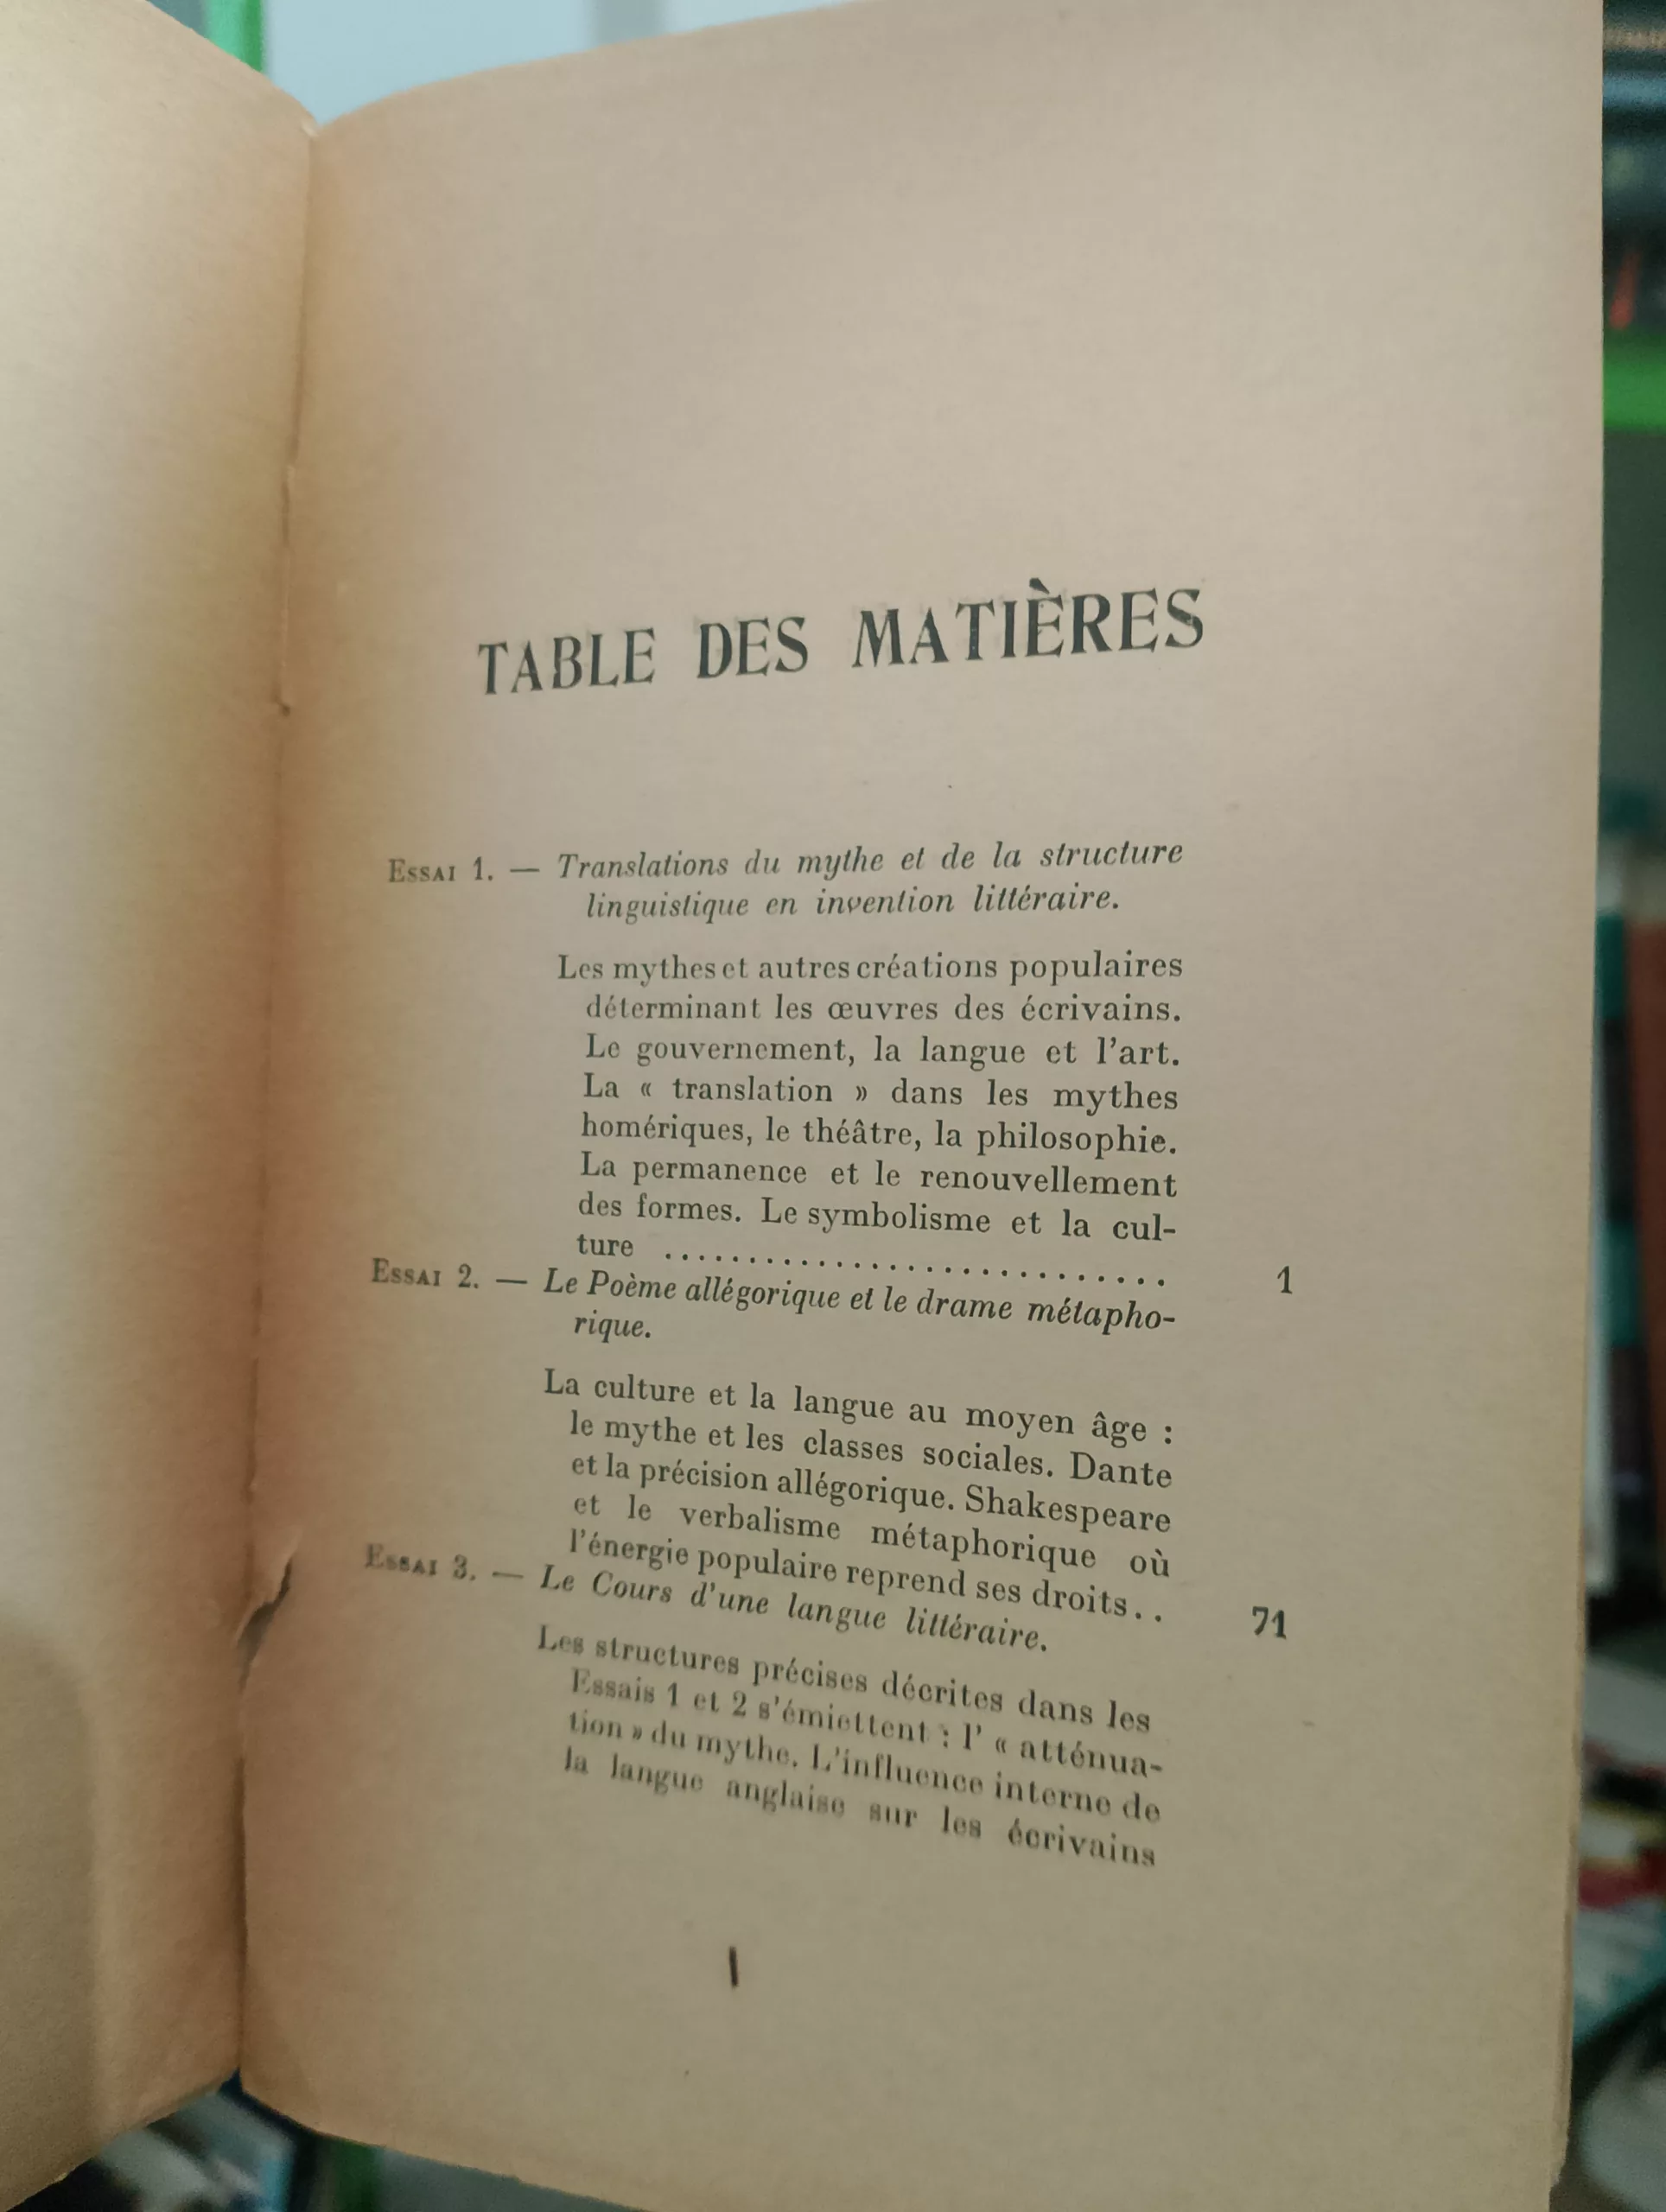 TABLE DES MATIÈRES
ESSAI 1. — Translations du mythe et de la structure
linguistique en invention littéraire.
Les mythes et autres créations populaires
déterminant les œuvres des écrivains.
Le gouvernement, la langue et l'art.
La « translation » dans les mythes
homériques, le théâtre, la philosophie.
La permanence et le renouvellement
des formes. Le symbolisme et la cul-
ture .............................. 1
ESSAI 2. — Le Poème allégorique et le drame métapho-
rique.
La culture et la langue au moyen âge :
le mythe et les classes sociales. Dante
et la précision allégorique. Shakespeare
et le verbalisme métaphorique où
l'énergie populaire reprend ses droits.. 71
ESSAI 3. — Le Cours d'une langue littéraire.
Les structures précises décrites dans les
Essais 1 et 2 s'émiettent : l' « atténua-
tion » du mythe. L'influence interne de
la langue anglaise sur les écrivains